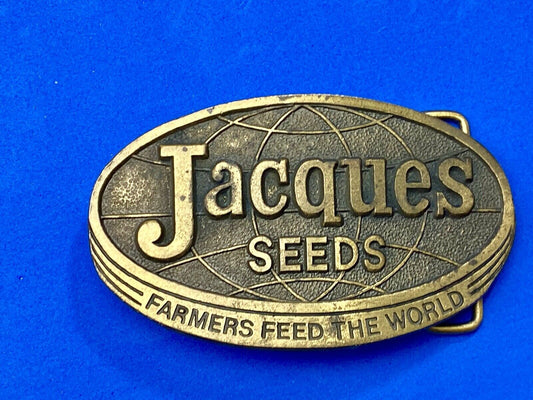 Jacques
SEEDS
FARMERS FEED THE WORLD